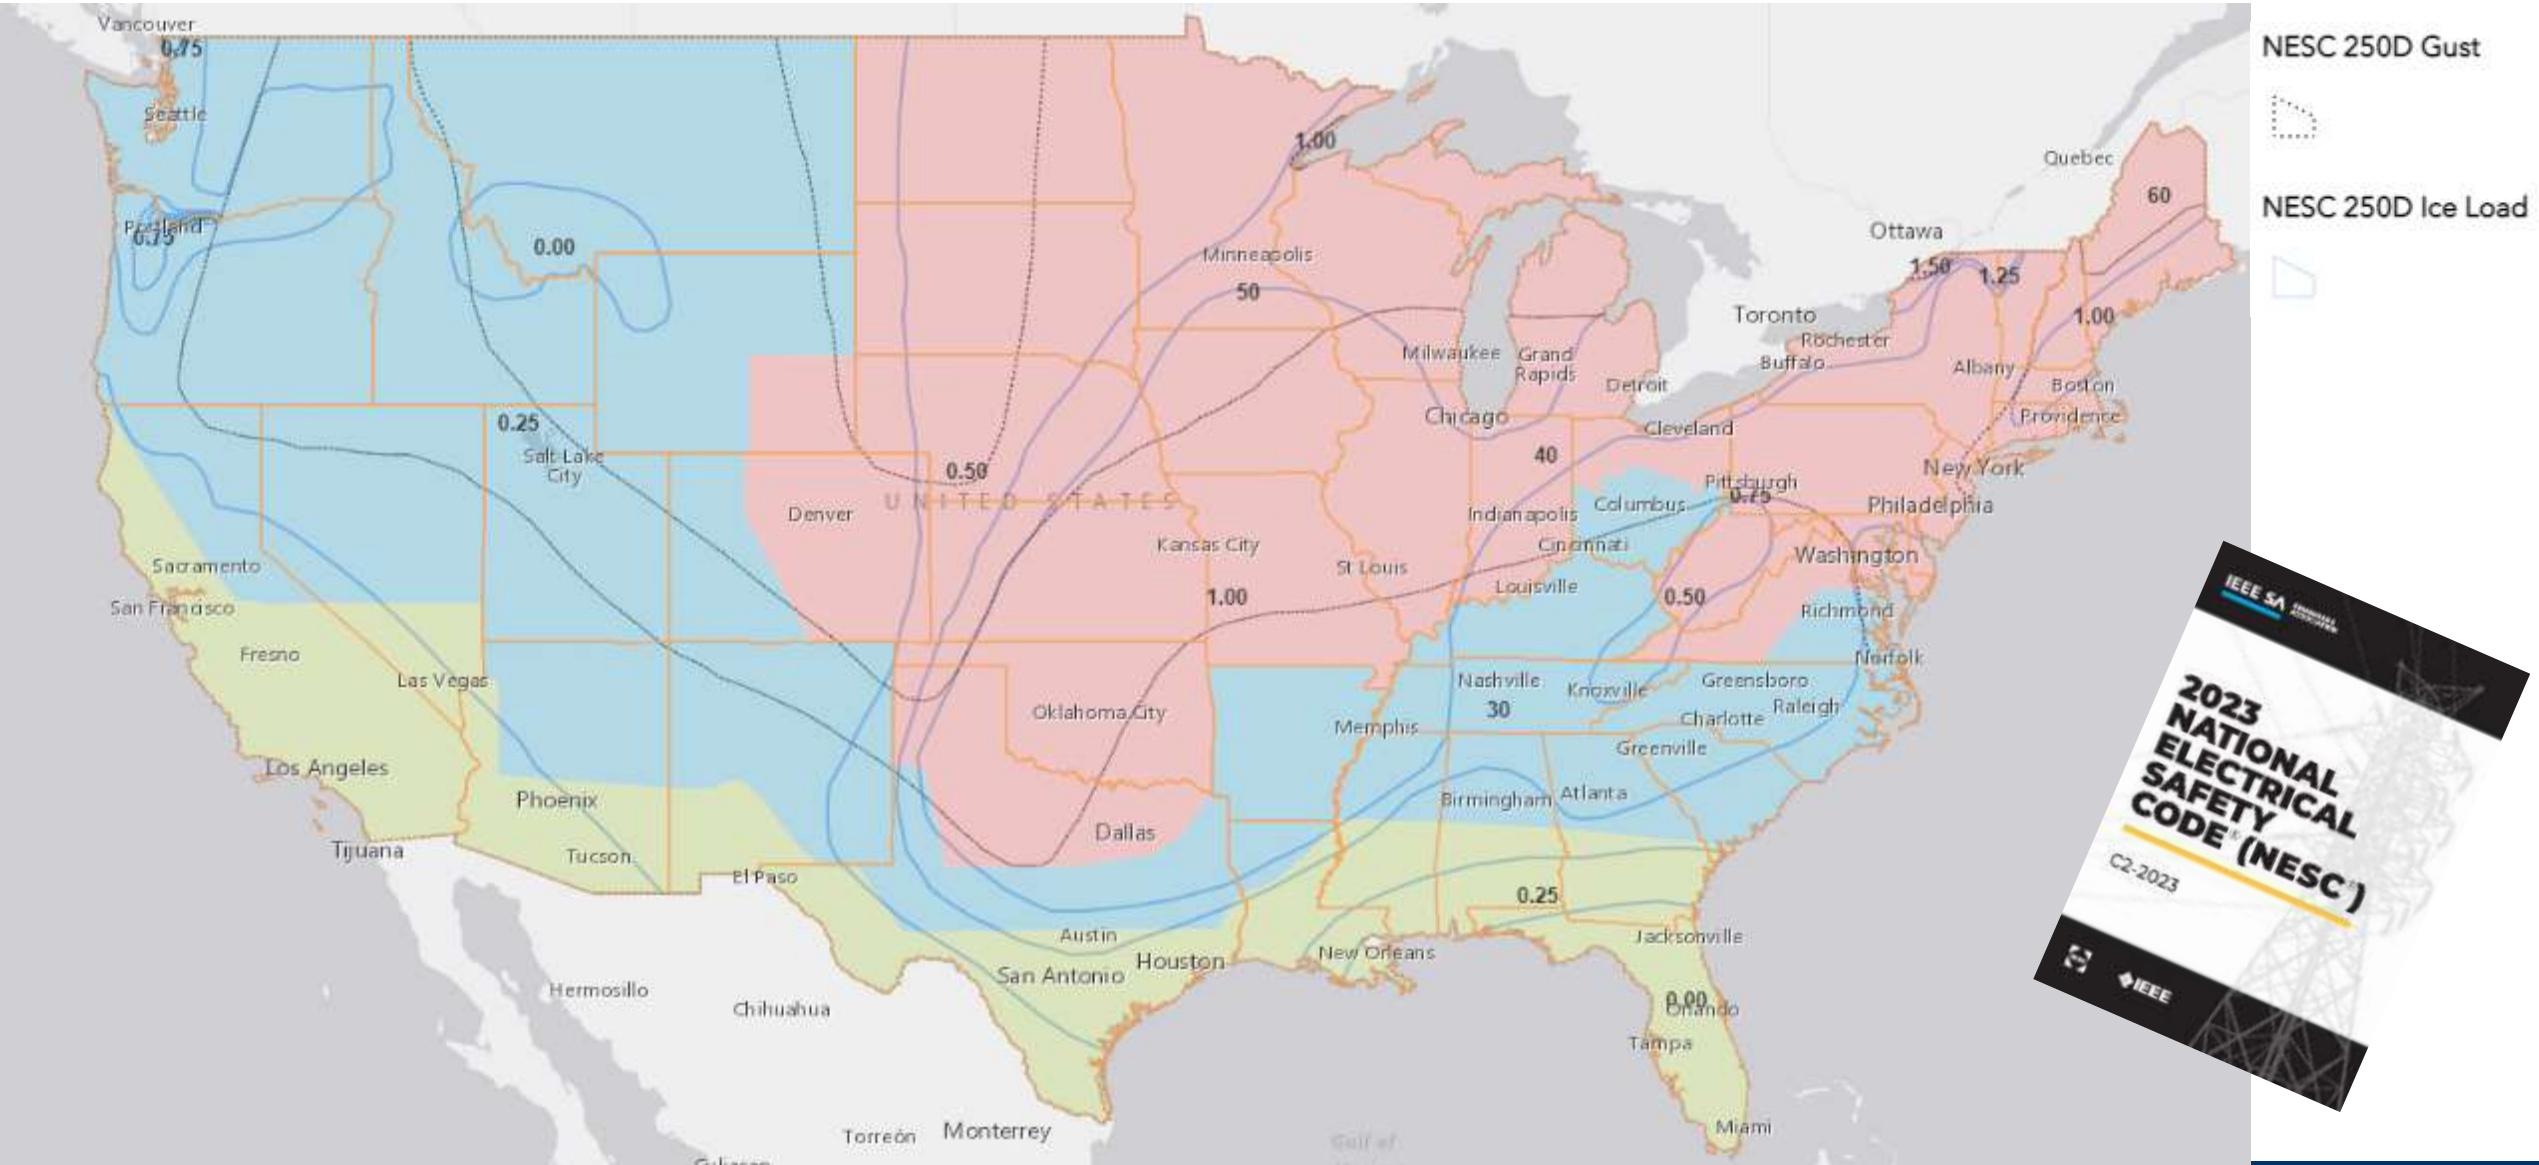 Vancouver
0.75
Seattle
Portland
0.75
0.00
1.00
Minneapolis
50
Quebec
60
Ottawa
1.50
1.25
1.00
Toronto
Rochester
Buffalo
Albany
Boston
Providence
Milwaukee
Grand
Rapids
Detroit
Chicago
Cleveland
40
New York
Pittsburgh
0.75
Philadelphia
0.25
Salt Lake
City
0.50
UNITED STATES
Denver
Columbus
Indianapolis
Cincinnati
Kansas City
St Louis
Washington
Louisville
0.50
Richmond
1.00
Sacramento
San Francisco
Fresno
Las Vegas
Norfolk
Nashville
Knoxville
Greensboro
30
Raleigh
Charlotte
Oklahoma City
Memphis
Greenville
Los Angeles
Phoenix
Birmingham
Atlanta
Dallas
Tijuana
Tucson
El Paso
0.25
Austin
Jacksonville
New Orleans
Houston
San Antonio
Hermosillo
Chihuahua
0.00
Orlando
Tampa
Miami
Torreón
Monterrey
Gulf of
NESC 250D Gust
NESC 250D Ice Load
IEEE SA
STANDARDS
ASSOCIATION
2023
NATIONAL
ELECTRICAL
SAFETY
CODE® (NESC®)
C2-2023
IEEE